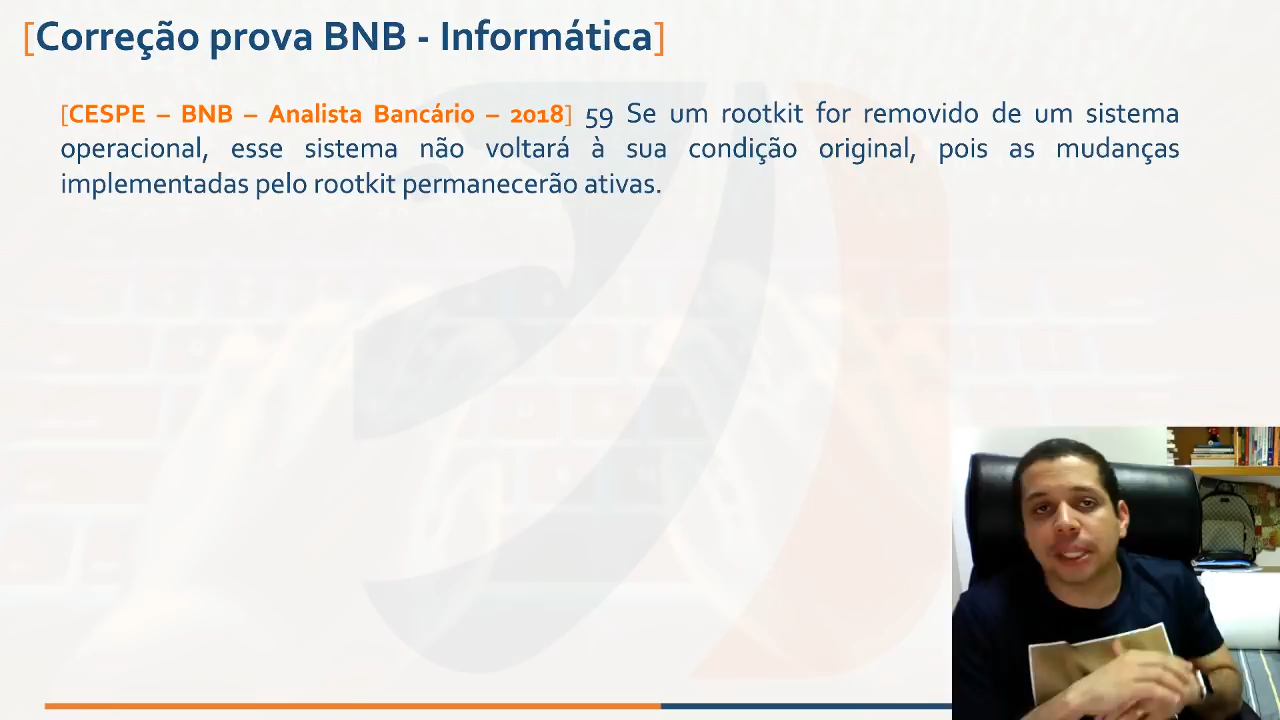 [Correção prova BNB - Informática]
[CESPE – BNB – Analista Bancário – 2018] 59 Se um rootkit for removido de um sistema
operacional, esse sistema não voltará à sua condição original, pois as mudanças
implementadas pelo rootkit permanecerão ativas.